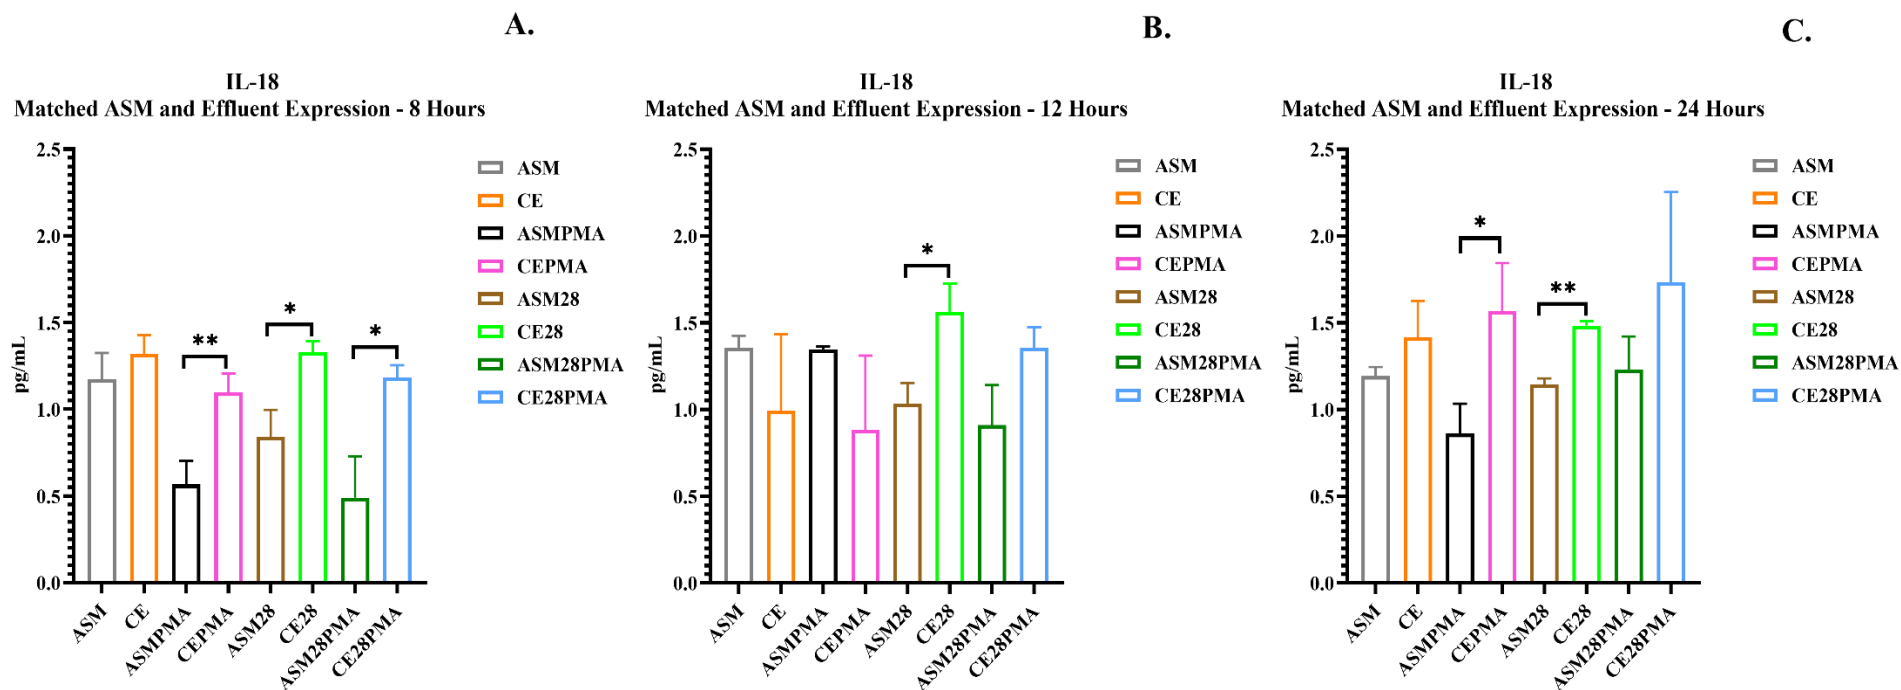 A.
IL-18
Matched ASM and Effluent Expression - 8 Hours
pg/mL
2.5
2.0
1.5
1.0
0.5
0.0
**
*
*
ASM
CE
ASMPMA
CEPMA
ASM28
CE28
ASM28PMA
CE28PMA
ASM
CE
ASMPMA
CEPMA
ASM28
CE28
ASM28PMA
CE28PMA
B.
IL-18
Matched ASM and Effluent Expression - 12 Hours
pg/mL
2.5
2.0
1.5
1.0
0.5
0.0
*
ASM
CE
ASMPMA
CEPMA
ASM28
CE28
ASM28PMA
CE28PMA
ASM
CE
ASMPMA
CEPMA
ASM28
CE28
ASM28PMA
CE28PMA
C.
IL-18
Matched ASM and Effluent Expression - 24 Hours
pg/mL
2.5
2.0
1.5
1.0
0.5
0.0
*
**
ASM
CE
ASMPMA
CEPMA
ASM28
CE28
ASM28PMA
CE28PMA
ASM
CE
ASMPMA
CEPMA
ASM28
CE28
ASM28PMA
CE28PMA